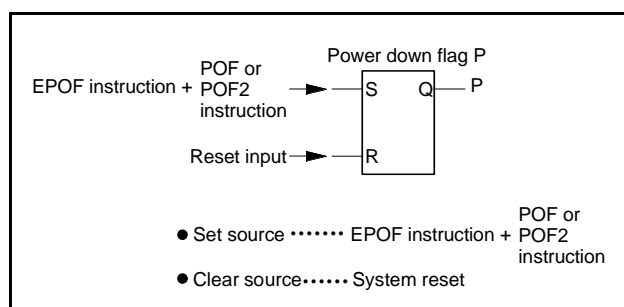 Power down flag P
EPOF instruction + POF or
POF2
instruction
S Q P
Reset input R
● Set source ······· EPOF instruction + POF or
POF2
instruction
● Clear source ······ System reset